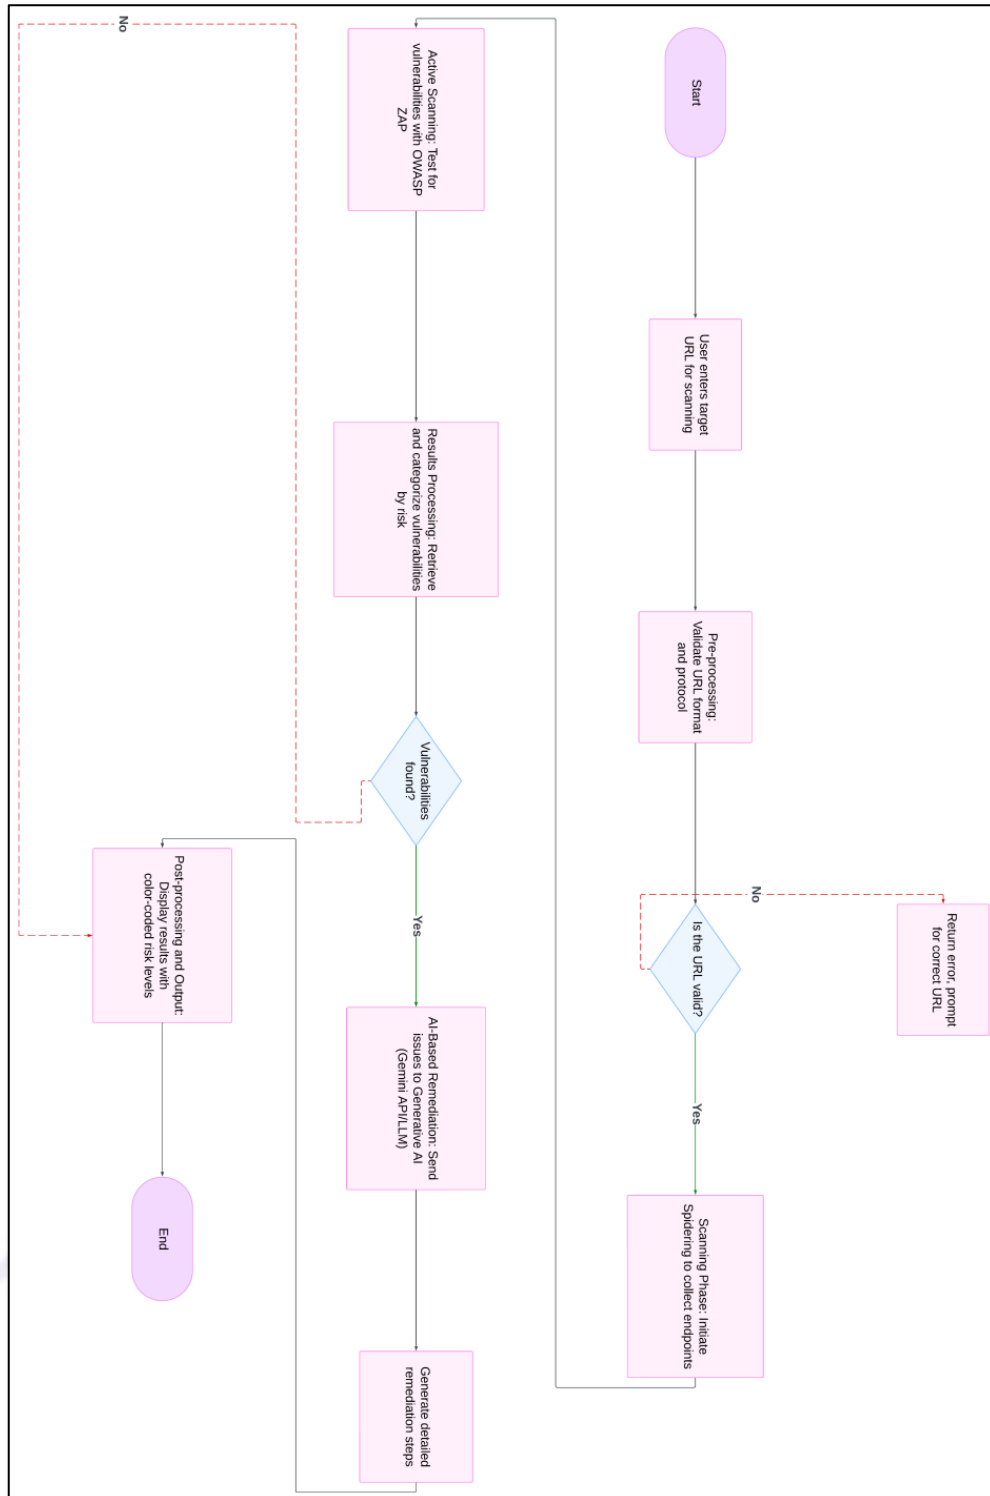 Start
User enters target
URL for scanning
Pre-processing:
Validate URL format
and protocol
Is the URL valid?
No
Return error, prompt
for correct URL
Yes
Scanning Phase: Initiate
Spidering to collect endpoints
Active Scanning: Test for
vulnerabilities with OWASP
ZAP
Results Processing: Retrieve
and categorize vulnerabilities
by risk
Vulnerabilities
found?
Yes
AI-Based Remediation: Send
issues to Generative AI
(Gemini API/LLM)
Generate detailed
remediation steps
No
Post-processing and Output:
Display results with
color-coded risk levels
End